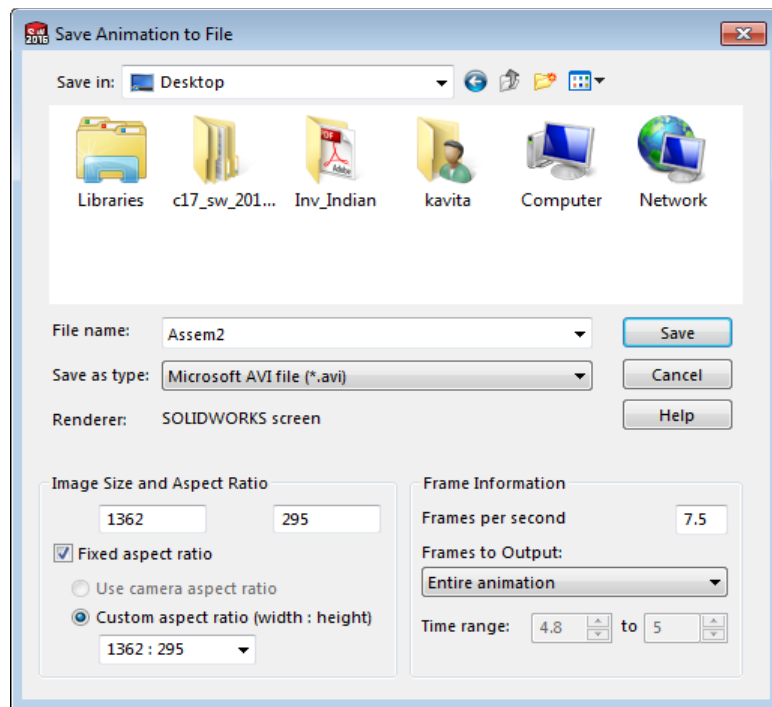 SW 2016 Save Animation to File
Save in: Desktop
Libraries c17_sw_201... Inv_Indian kavita Computer Network
PDF
Adobe
File name: Assem2 Save
Save as type: Microsoft AVI file (*.avi) Cancel
Renderer: SOLIDWORKS screen Help
Image Size and Aspect Ratio
1362 295
Fixed aspect ratio
Use camera aspect ratio
Custom aspect ratio (width : height)
1362 : 295
Frame Information
Frames per second 7.5
Frames to Output:
Entire animation
Time range: 4.8 to 5